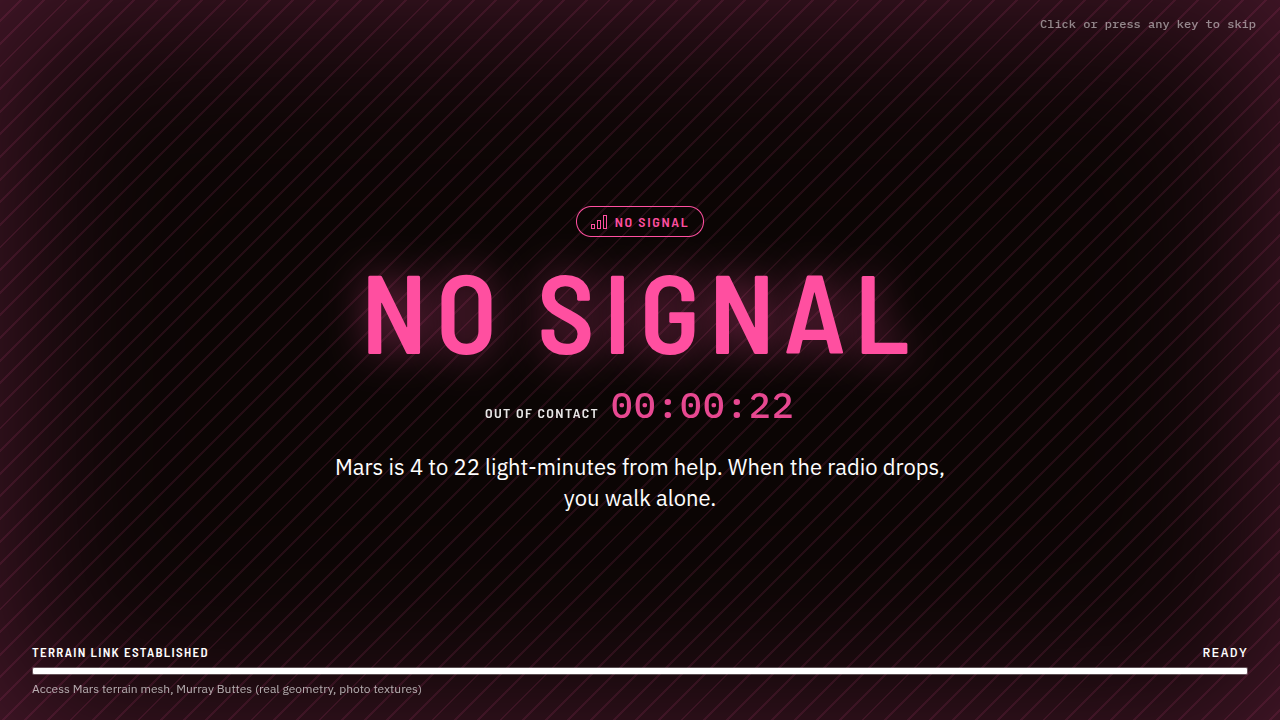 Click or press any key to skip
NO SIGNAL
NO SIGNAL
OUT OF CONTACT 00:00:22
Mars is 4 to 22 light-minutes from help. When the radio drops,
you walk alone.
TERRAIN LINK ESTABLISHED
READY
Access Mars terrain mesh, Murray Buttes (real geometry, photo textures)